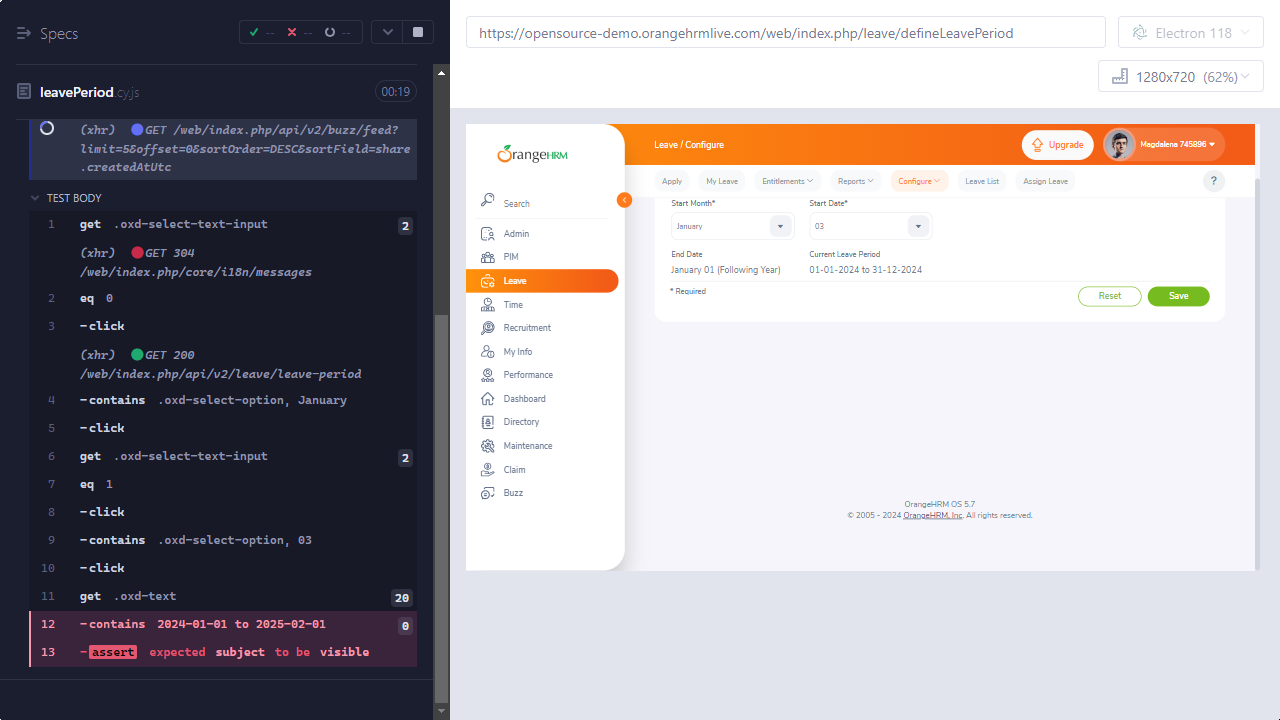 Specs
--
--
--
leavePeriod.cy.js
00:19
(xhr) GET /web/index.php/api/v2/buzz/feed?
limit=5&offset=0&sortOrder=DESC&sortField=share
.createdAtUtc
TEST BODY
1 get .oxd-select-text-input 2
(xhr) GET 304
/web/index.php/core/i18n/messages
2 eq 0
3 -click
(xhr) GET 200
/web/index.php/api/v2/leave/leave-period
4 -contains .oxd-select-option, January
5 -click
6 get .oxd-select-text-input 2
7 eq 1
8 -click
9 -contains .oxd-select-option, 03
10 -click
11 get .oxd-text 20
12 -contains 2024-01-01 to 2025-02-01 0
13 -assert expected subject to be visible
https://opensource-demo.orangehrmlive.com/web/index.php/leave/defineLeavePeriod
Electron 118
1280x720 (62%)
OrangeHRM
Leave / Configure
Upgrade
Magdalena 745896
Search
Admin
PIM
Leave
Time
Recruitment
My Info
Performance
Dashboard
Directory
Maintenance
Claim
Buzz
Apply
My Leave
Entitlements
Reports
Configure
Leave List
Assign Leave
?
Start Month*
Start Date*
January
03
End Date
Current Leave Period
January 01 (Following Year)
01-01-2024 to 31-12-2024
* Required
Reset
Save
OrangeHRM OS 5.7
© 2005 - 2024 OrangeHRM, Inc. All rights reserved.